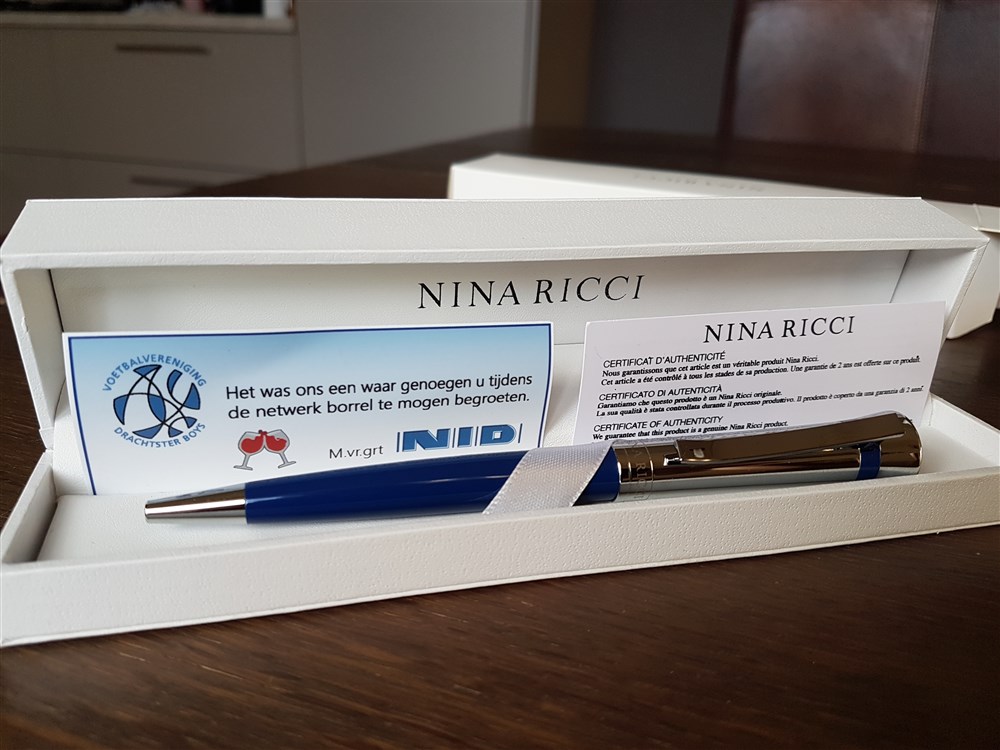 NINA RICCI
VOETBALVERENIGING
DRACHTSTER BOYS
Het was ons een waar genoegen u tijdens
de netwerk borrel te mogen begroeten.
M.vr.grt NID
NINA RICCI
CERTIFICAT D'AUTHENTICITÉ
Nous garantissons que cet article est un véritable produit Nina Ricci.
Cet article a été contrôlé à tous les stades de sa production. Une garantie de 2 ans est offerte sur ce produit.
CERTIFICATO DI AUTENTICITÀ
Garantiamo che questo prodotto è un Nina Ricci originale.
La sua qualità è stata controllata durante il processo produttivo. Il prodotto è coperto da una garanzia di 2 anni.
CERTIFICATE OF AUTHENTICITY
We guarantee that this product is a genuine Nina Ricci product.